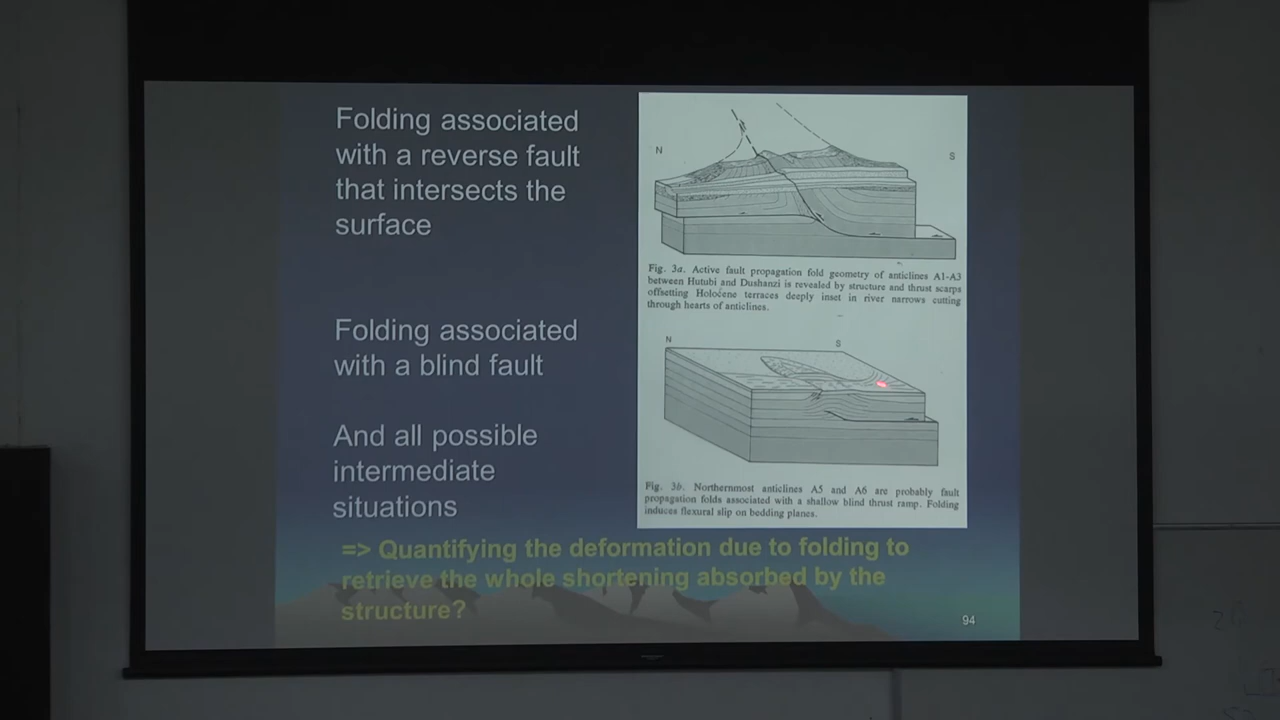 Folding associated
with a reverse fault
that intersects the
surface
N
S
Fig. 3a. Active fault propagation fold geometry of anticlines A1-A3
between Hutubi and Dushanzi is revealed by structure and thrust scarps
offsetting Holocene terraces deeply inset in river narrows cutting
through hearts of anticlines.
Folding associated
with a blind fault
N
S
And all possible
intermediate
situations
Fig. 3b. Northernmost anticlines A5 and A6 are probably fault
propagation folds associated with a shallow blind thrust ramp. Folding
induces flexural slip on bedding planes.
=> Quantifying the deformation due to folding to
retrieve the whole shortening absorbed by the
structure?
94